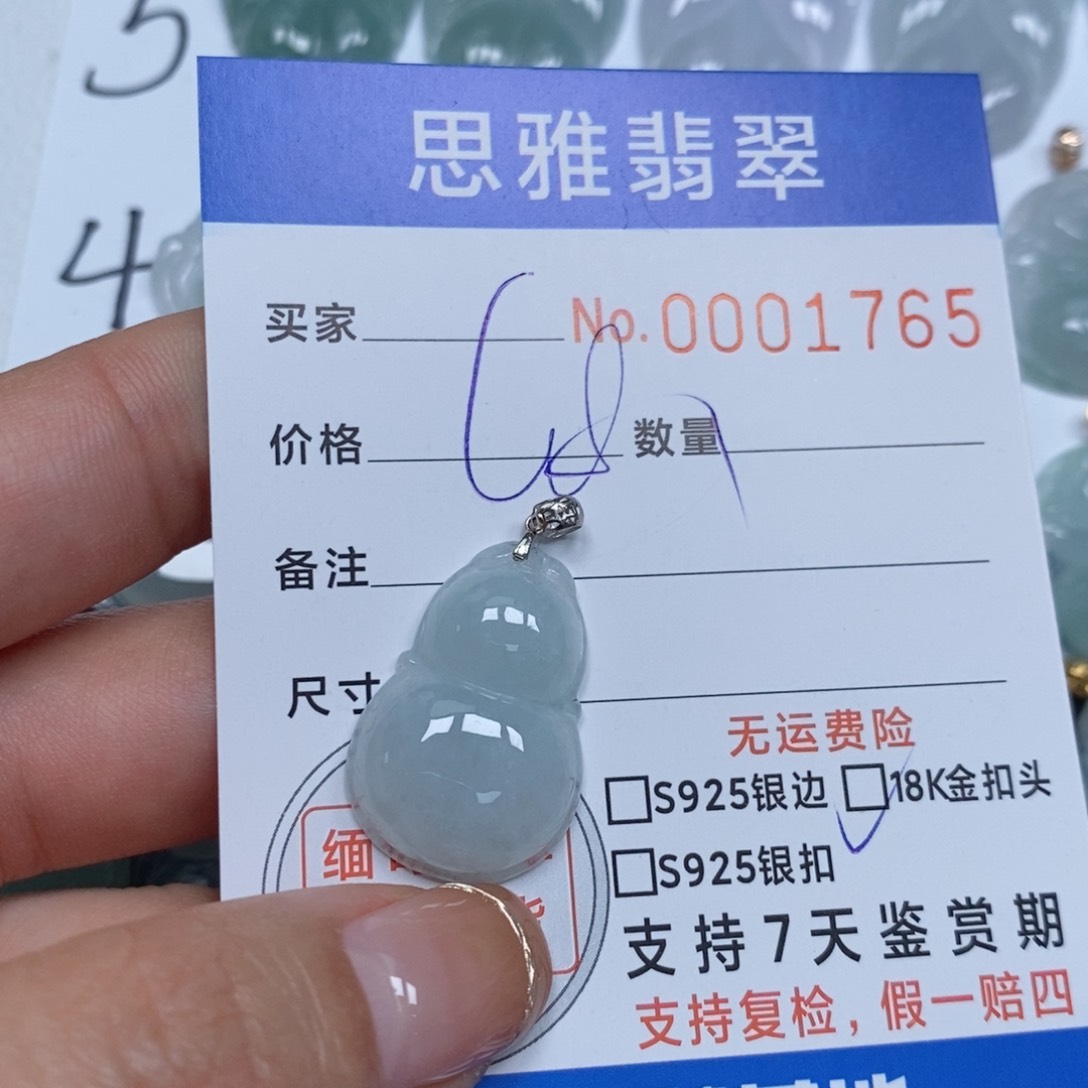 5
4
思雅翡翠
买家 No.0001765
价格 数量
备注
尺寸
无运费险
□S925银边 □18K金扣头
□S925银扣
缅
支持7天鉴赏期
支持复检，假一赔四